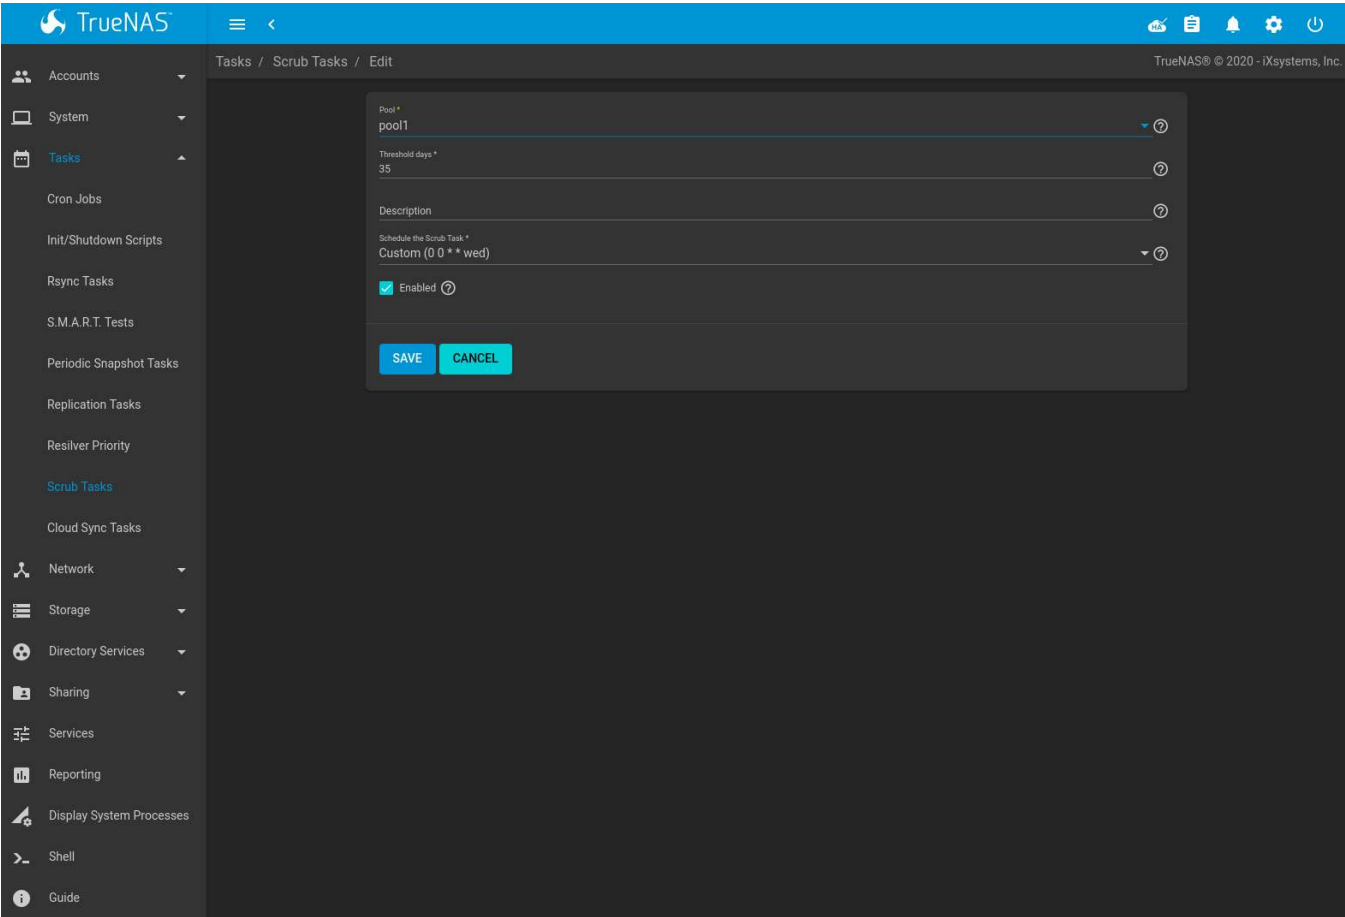 TrueNAS
HA
Tasks / Scrub Tasks / Edit
TrueNAS® © 2020 - iXsystems, Inc.
Accounts
System
Tasks
Cron Jobs
Init/Shutdown Scripts
Rsync Tasks
S.M.A.R.T. Tests
Periodic Snapshot Tasks
Replication Tasks
Resilver Priority
Scrub Tasks
Cloud Sync Tasks
Network
Storage
Directory Services
Sharing
Services
Reporting
Display System Processes
Shell
Guide
Pool *
pool1
Threshold days *
35
Description
Schedule the Scrub Task *
Custom (0 0 * * wed)
Enabled
SAVE CANCEL